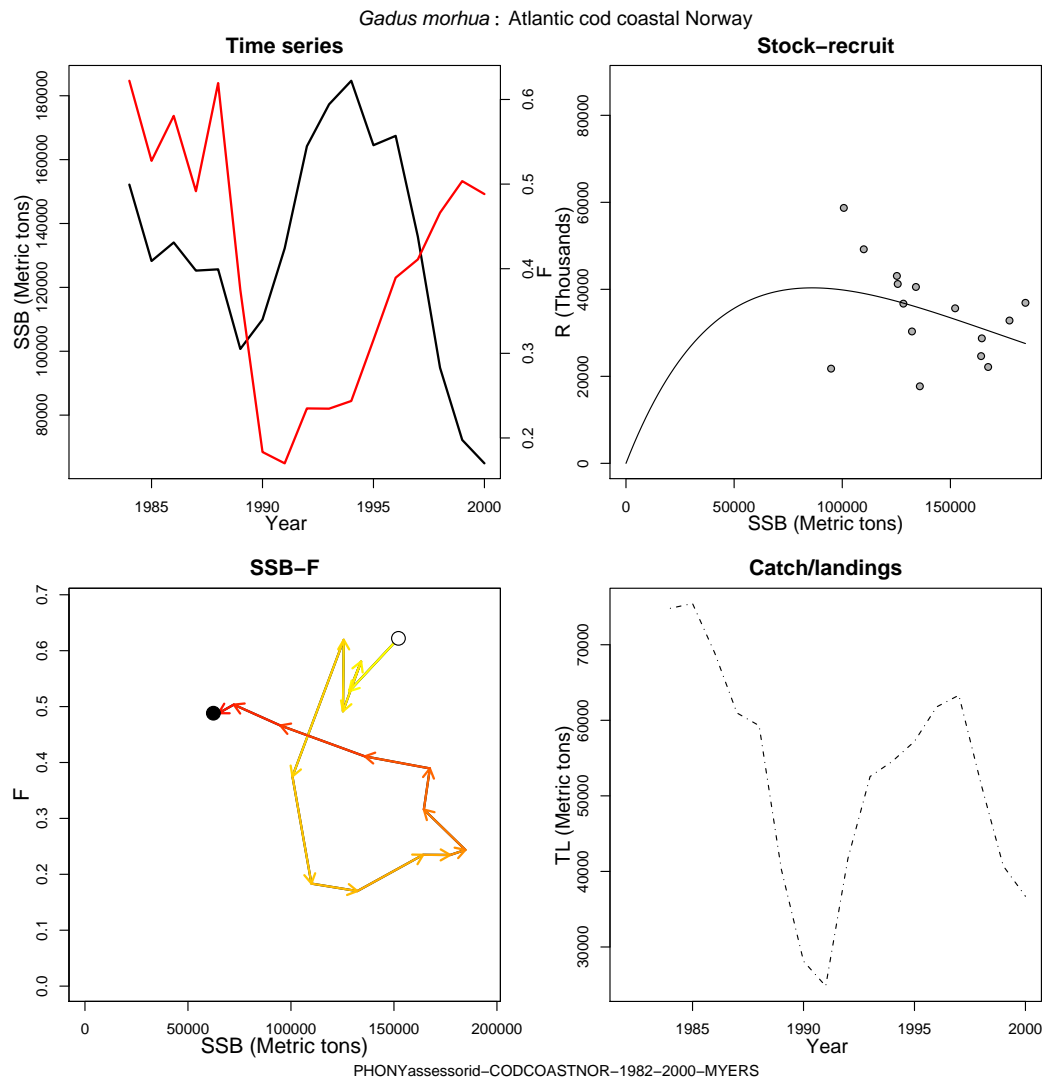 Gadus morhua : Atlantic cod coastal Norway
Time series
SSB (Metric tons)
80000 100000 120000 140000 160000 180000
F
0.2 0.3 0.4 0.5 0.6
1985 1990 1995 2000
Year
Stock−recruit
R (Thousands)
0 20000 40000 60000 80000
0 50000 100000 150000
SSB (Metric tons)
SSB−F
F
0.0 0.1 0.2 0.3 0.4 0.5 0.6 0.7
0 50000 100000 150000 200000
SSB (Metric tons)
Catch/landings
TL (Metric tons)
30000 40000 50000 60000 70000
1985 1990 1995 2000
Year
PHONYassessorid−CODCOASTNOR−1982−2000−MYERS